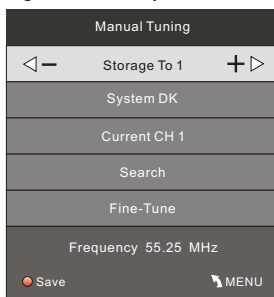 Manual Tuning
Storage To 1
System DK
Current CH 1
Search
Fine-Tune
Frequency 55.25 MHz
Save MENU